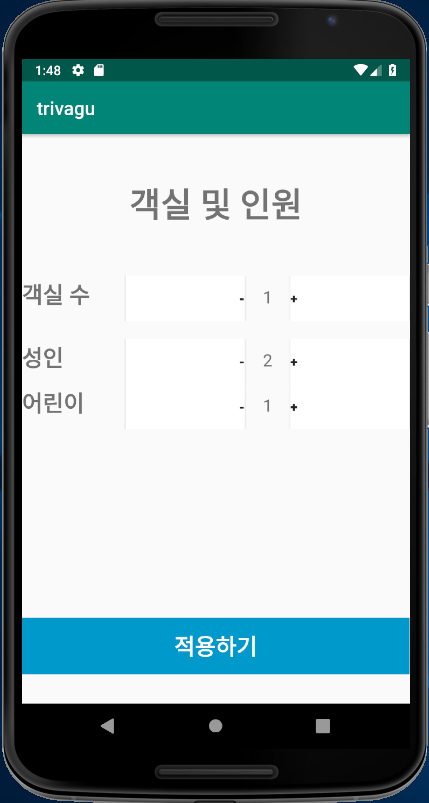 1:48
trivagu
객실 및 인원
객실 수 - 1 +
성인 - 2 +
어린이 - 1 +
적용하기